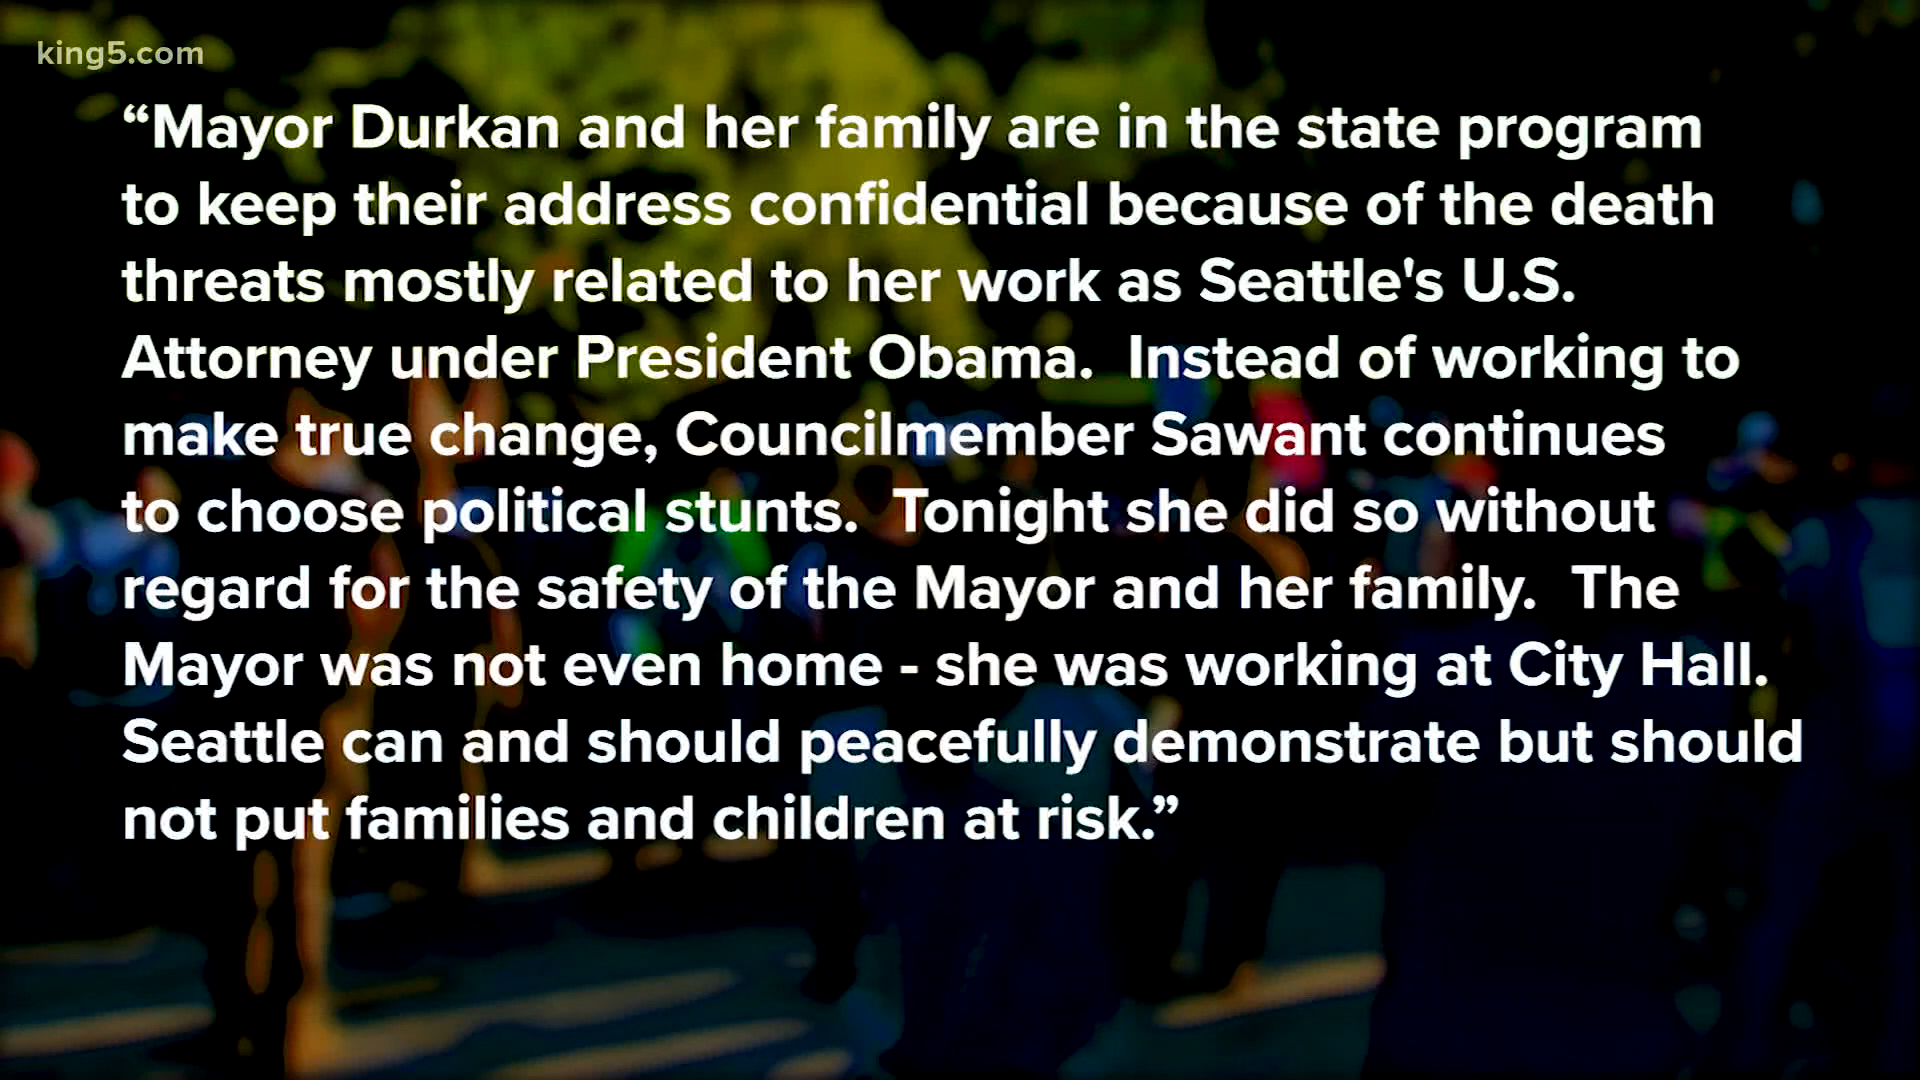 king5.com
“Mayor Durkan and her family are in the state program
to keep their address confidential because of the death
threats mostly related to her work as Seattle's U.S.
Attorney under President Obama.  Instead of working to
make true change, Councilmember Sawant continues
to choose political stunts.  Tonight she did so without
regard for the safety of the Mayor and her family.  The
Mayor was not even home - she was working at City Hall.
Seattle can and should peacefully demonstrate but should
not put families and children at risk.”